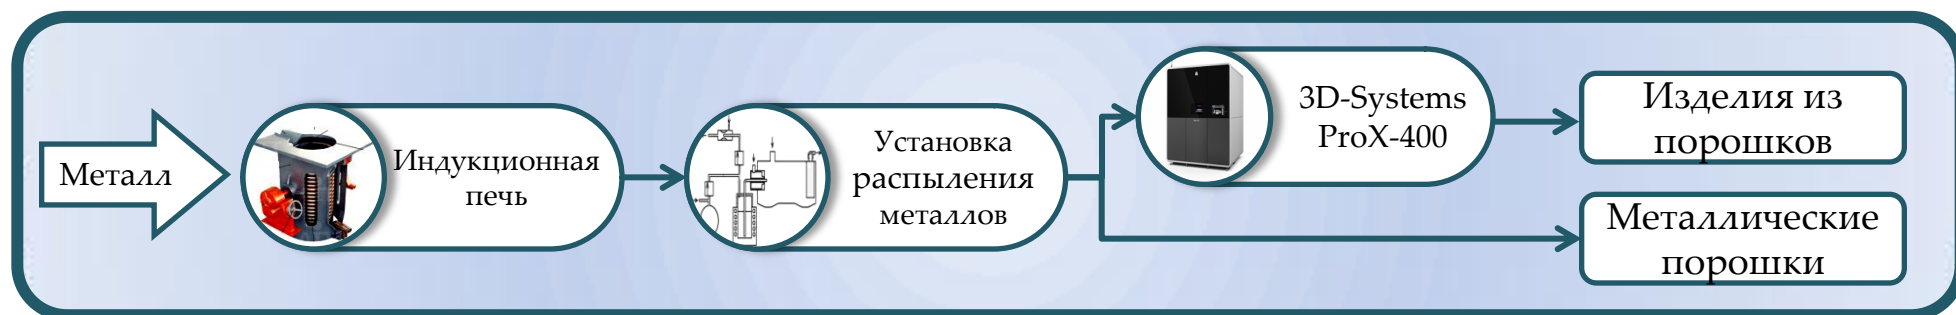 Металл
Индукционная
печь
Установка
распыления
металлов
3D-Systems
ProX-400
Изделия из
порошков
Металлические
порошки